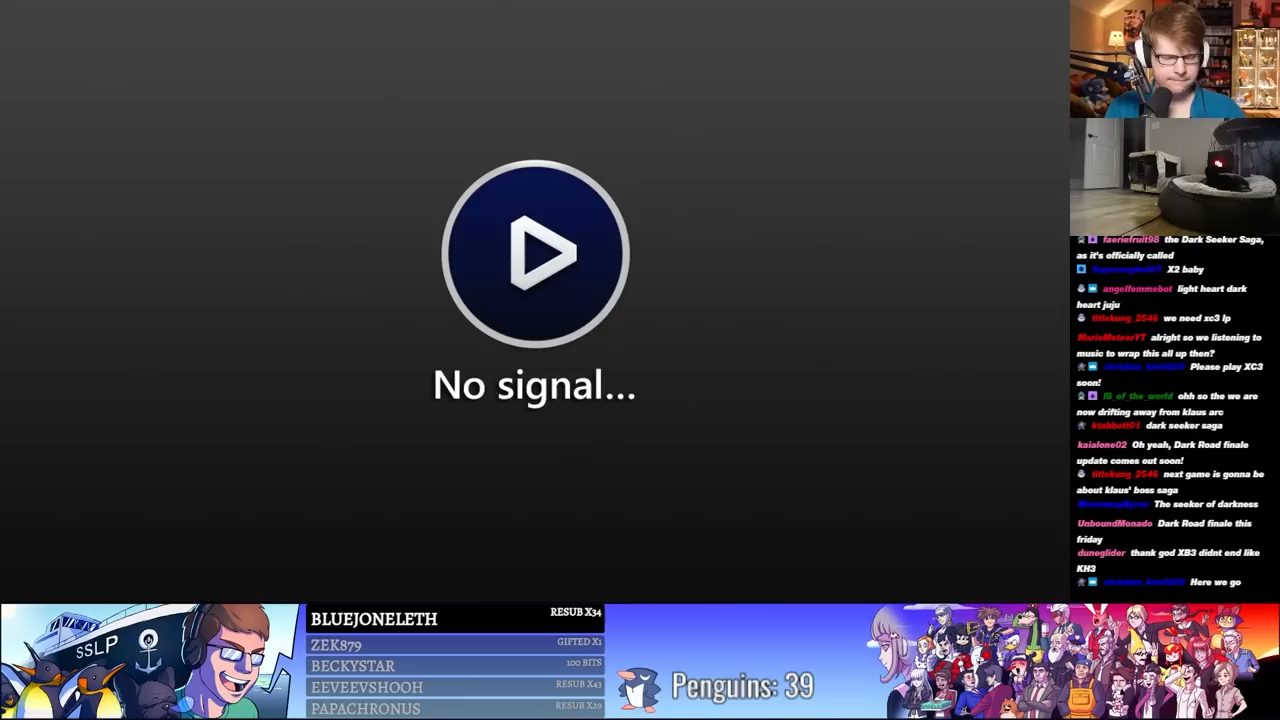 No signal...
faeriefruit98 the Dark Seeker Saga,
as it's officially called
X2 baby
angelfemmebot light heart dark
heart juju
titlekung_2546 we need xc3 lp
MarioMeteorYT alright so we listening to
music to wrap this all up then?
Please play XC3
soon!
f8_of_the_world ohh so the we are
now drifting away from klaus arc
ktabbott01 dark seeker saga
kaialone02 Oh yeah, Dark Road finale
update comes out soon!
titlekung_2546 next game is gonna be
about klaus' boss saga
The seeker of darkness
UnboundMonado Dark Road finale this
friday
duneglider thank god XB3 didnt end like
KH3
Here we go
SSLP
BLUEJONELETH RESUB X34
ZEK879 GIFTED X1
BECKYSTAR 100 BITS
EEVEEVSHOOH RESUB X43
PAPACHRONUS RESUB X29
Penguins: 39